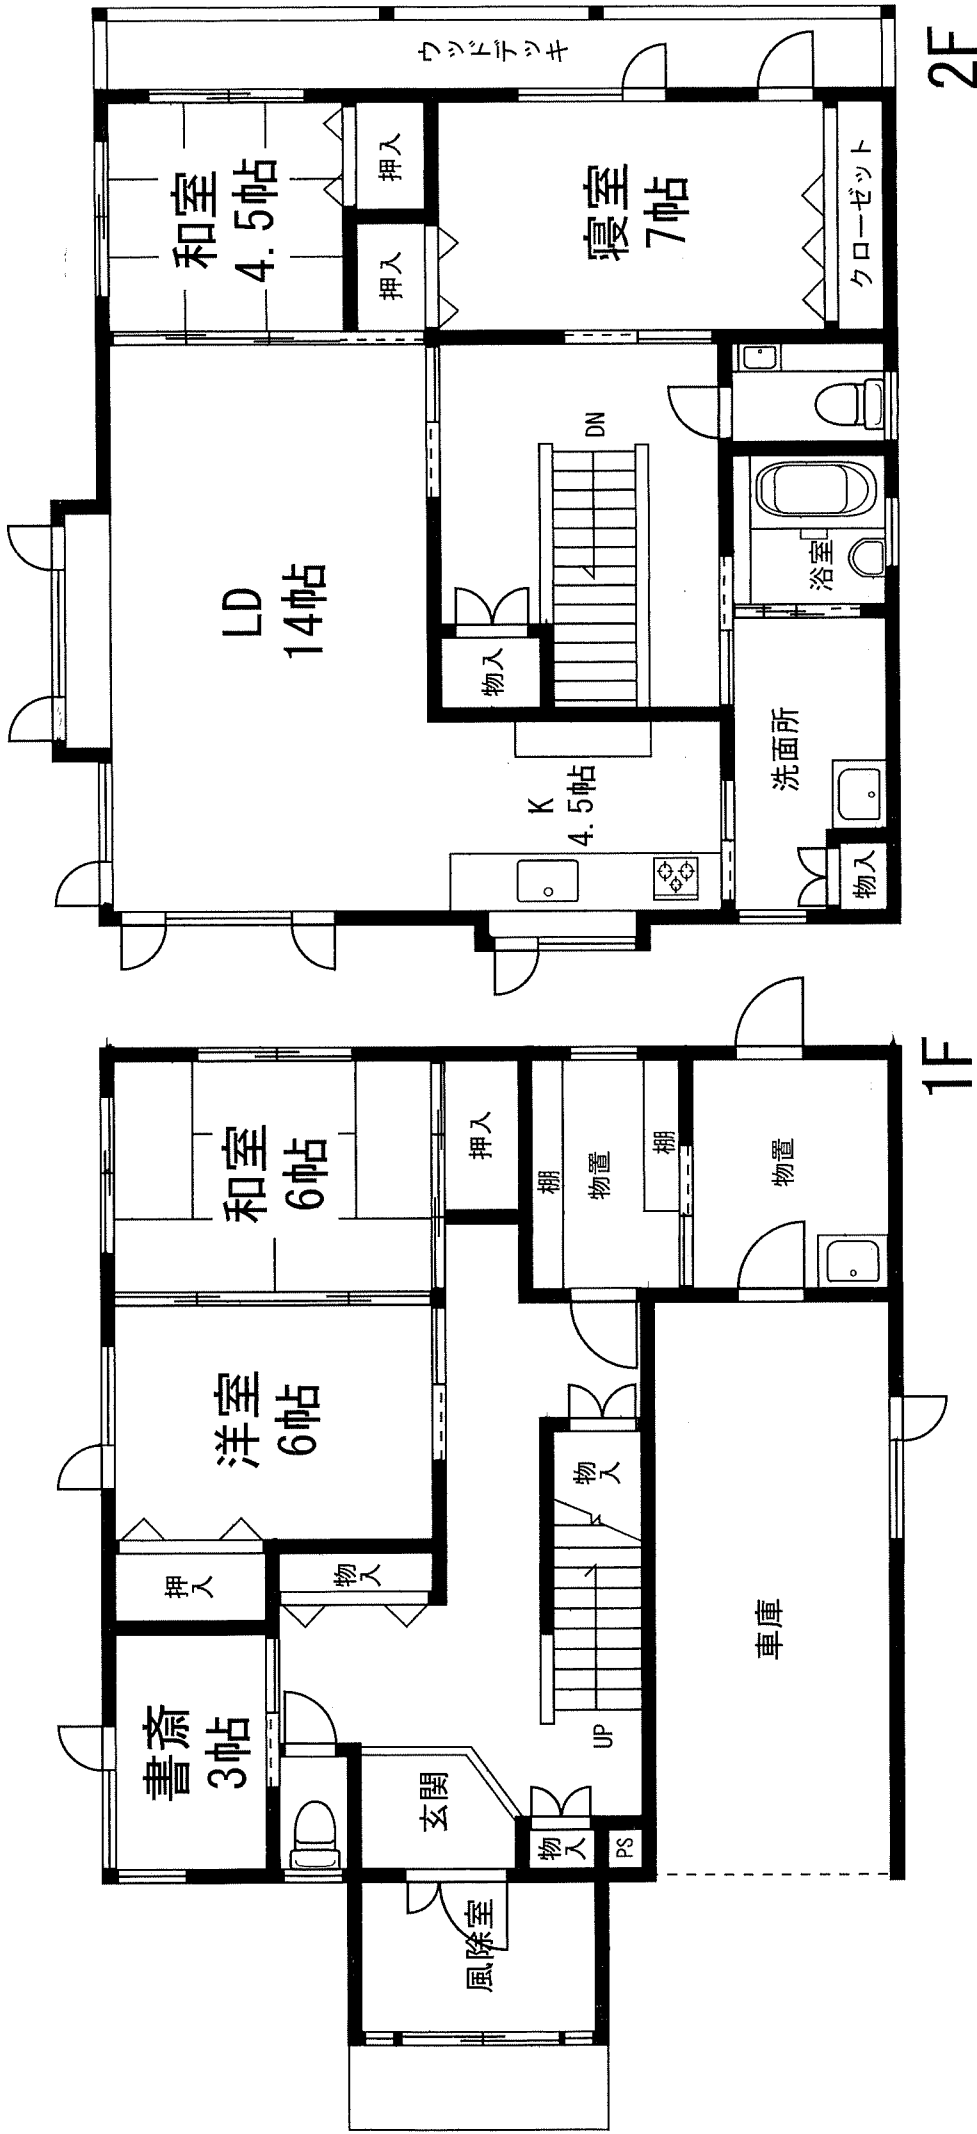 1F
書斎
3帖
押入
洋室
6帖
和室
6帖
物入
押入
玄関
風除室
物入
PS
UP
物入
棚
物置
棚
物置
車庫
2F
LD
14帖
和室
4.5帖
押入
押入
ウッドデッキ
寝室
7帖
クローゼット
K
4.5帖
物入
DN
洗面所
物入
浴室